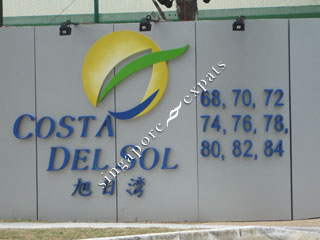 COSTA
DEL SOL
旭日湾
68, 70, 72
74, 76, 78,
80, 82, 84
singapore expats